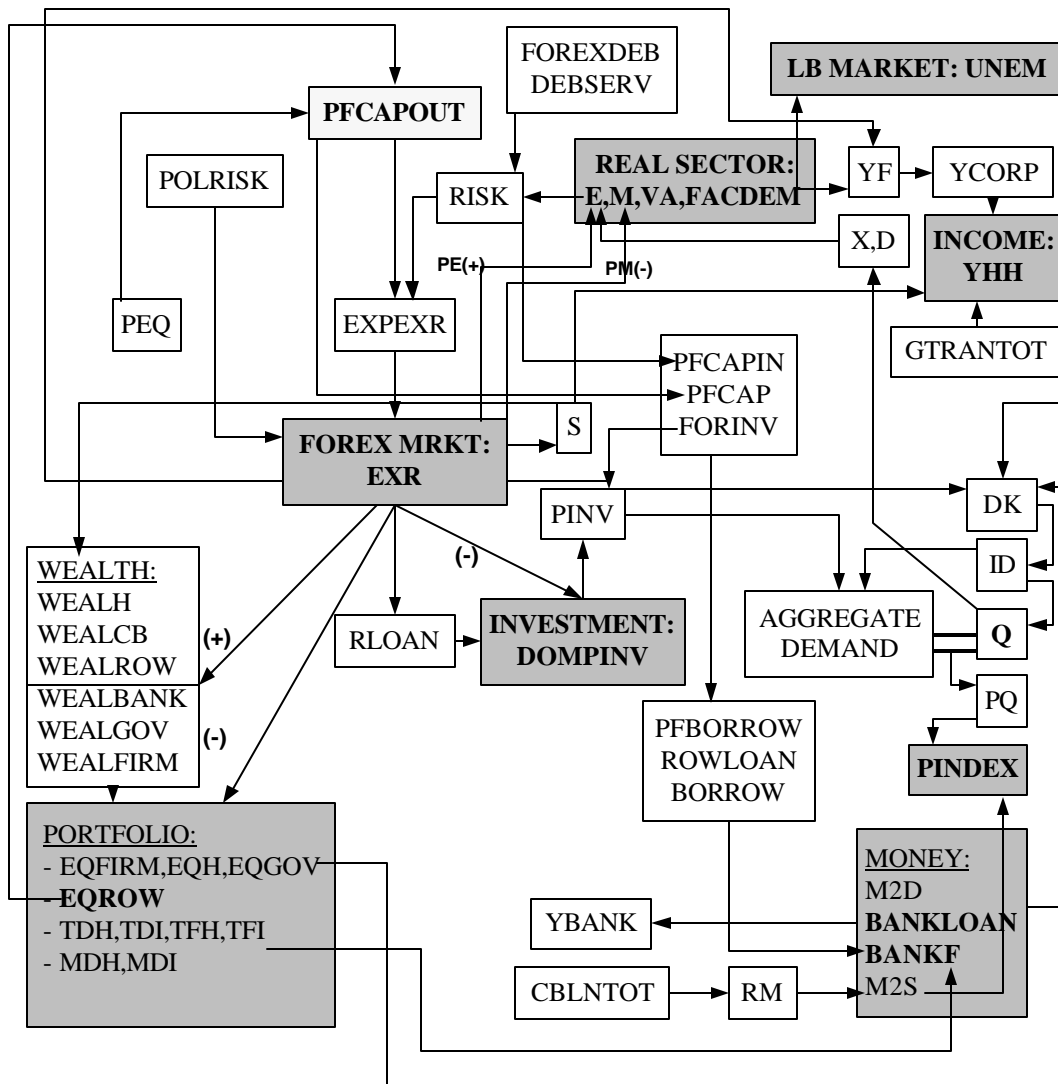 FOREXDEB
DEBSERV
LB MARKET: UNEM
PFCAPOUT
REAL SECTOR:
E,M,VA,FACDEM
YF
YCORP
POLRISK
RISK
X,D
INCOME:
YHH
PE(+)
PM(-)
PEQ
EXPEXR
GTRANTOT
PFCAPIN
PFCAP
FORINV
S
FOREX MRKT:
EXR
PINV
DK
WEALTH:
WEALH
WEALCB
WEALROW
WEALBANK
WEALGOV
WEALFIRM
(+)
(-)
(-)
ID
RLOAN
INVESTMENT:
DOMPINV
AGGREGATE
DEMAND
Q
PQ
PFBORROW
ROWLOAN
BORROW
PINDEX
PORTFOLIO:
- EQFIRM,EQH,EQGOV
- EQROW
- TDH,TDI,TFH,TFI
- MDH,MDI
MONEY:
M2D
BANKLOAN
BANKF
M2S
YBANK
CBLNTOT
RM